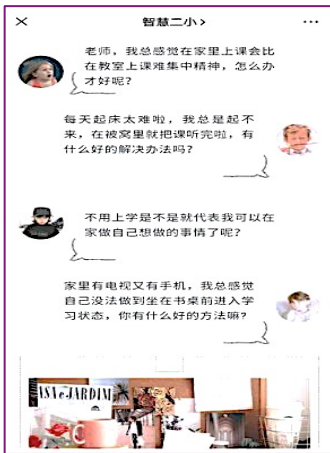 智慧二小>
老师，我总感觉在家里上课会比
在教室上课难集中精神，怎么办
才好呢？
每天起床太难啦，我总是起不
来，在被窝里就把课听完啦，有
什么好的解决办法吗？
不用上学是不是就代表我可以在
家做自己想做的事情了呢？
家里有电视又有手机，我总感觉
自己没法做到坐在书桌前进入学
习状态，你有什么好的方法嘛？
CASA e JARDIM